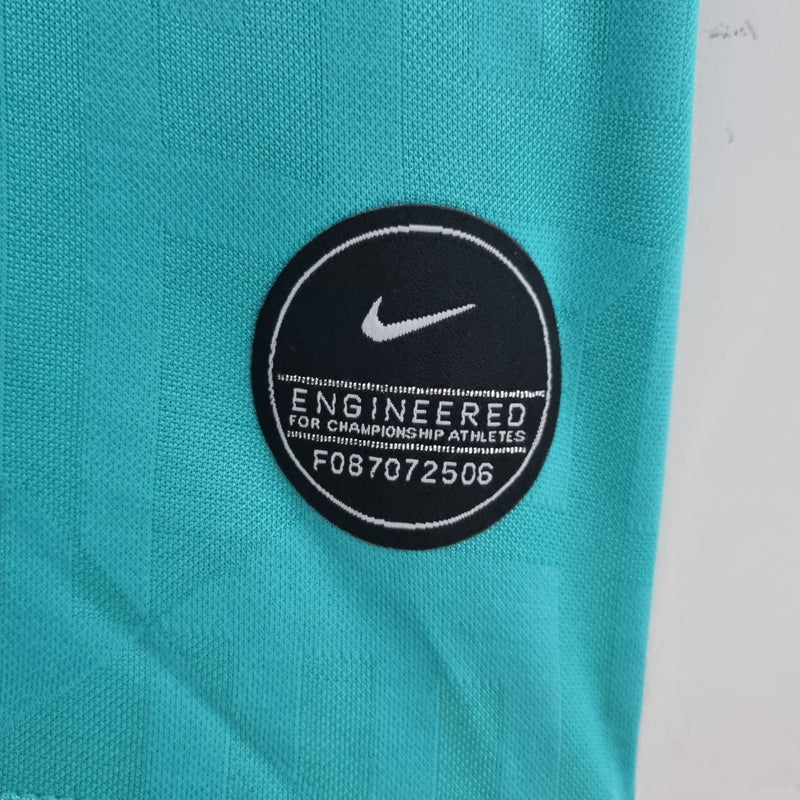 ENGINEERED
FOR CHAMPIONSHIP ATHLETES
F087072506